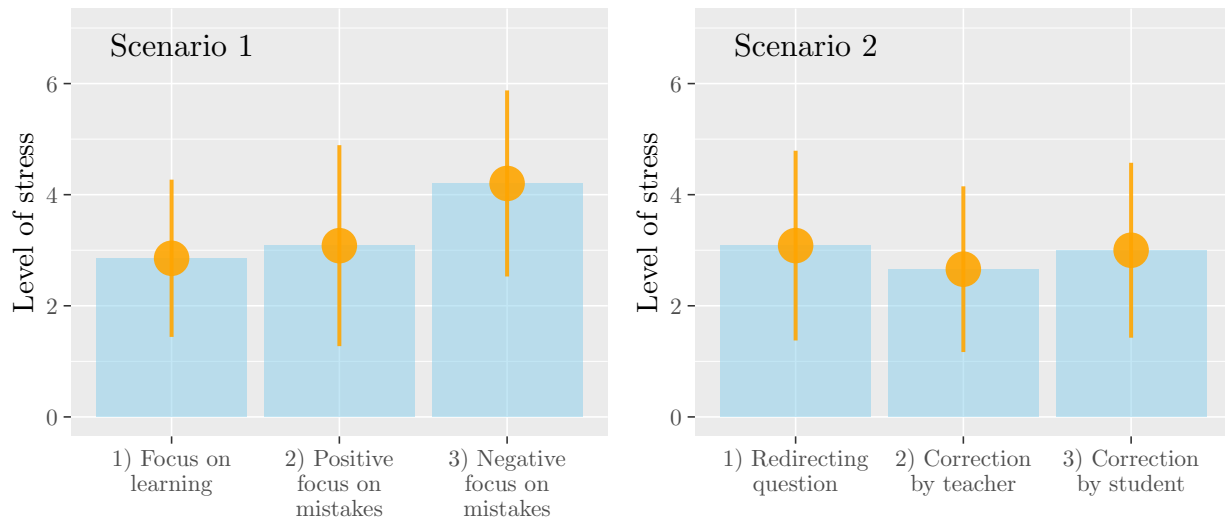 Scenario 1
Level of stress
6
4
2
0
1) Focus on
learning
2) Positive
focus on
mistakes
3) Negative
focus on
mistakes
Scenario 2
Level of stress
6
4
2
0
1) Redirecting
question
2) Correction
by teacher
3) Correction
by student